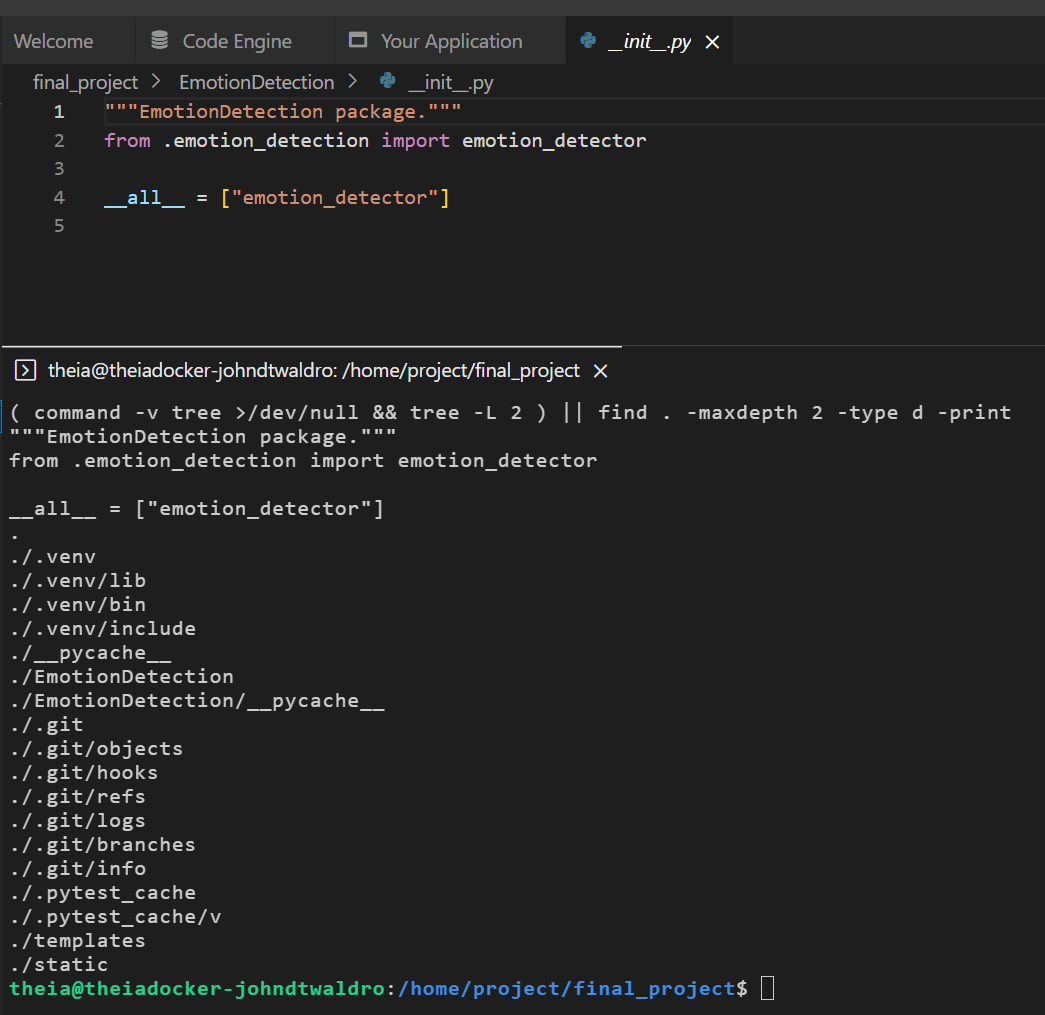 Welcome Code Engine Your Application __init__.py
final_project > EmotionDetection > __init__.py
1 """EmotionDetection package."""
2 from .emotion_detection import emotion_detector
3
4 __all__ = ["emotion_detector"]
5
theia@theiadocker-johndtwaldro: /home/project/final_project
( command -v tree >/dev/null && tree -L 2 ) || find . -maxdepth 2 -type d -print
"""EmotionDetection package."""
from .emotion_detection import emotion_detector

__all__ = ["emotion_detector"]
.
./.venv
./.venv/lib
./.venv/bin
./.venv/include
./__pycache__
./EmotionDetection
./EmotionDetection/__pycache__
./.git
./.git/objects
./.git/hooks
./.git/refs
./.git/logs
./.git/branches
./.git/info
./.pytest_cache
./.pytest_cache/v
./templates
./static
theia@theiadocker-johndtwaldro:/home/project/final_project$